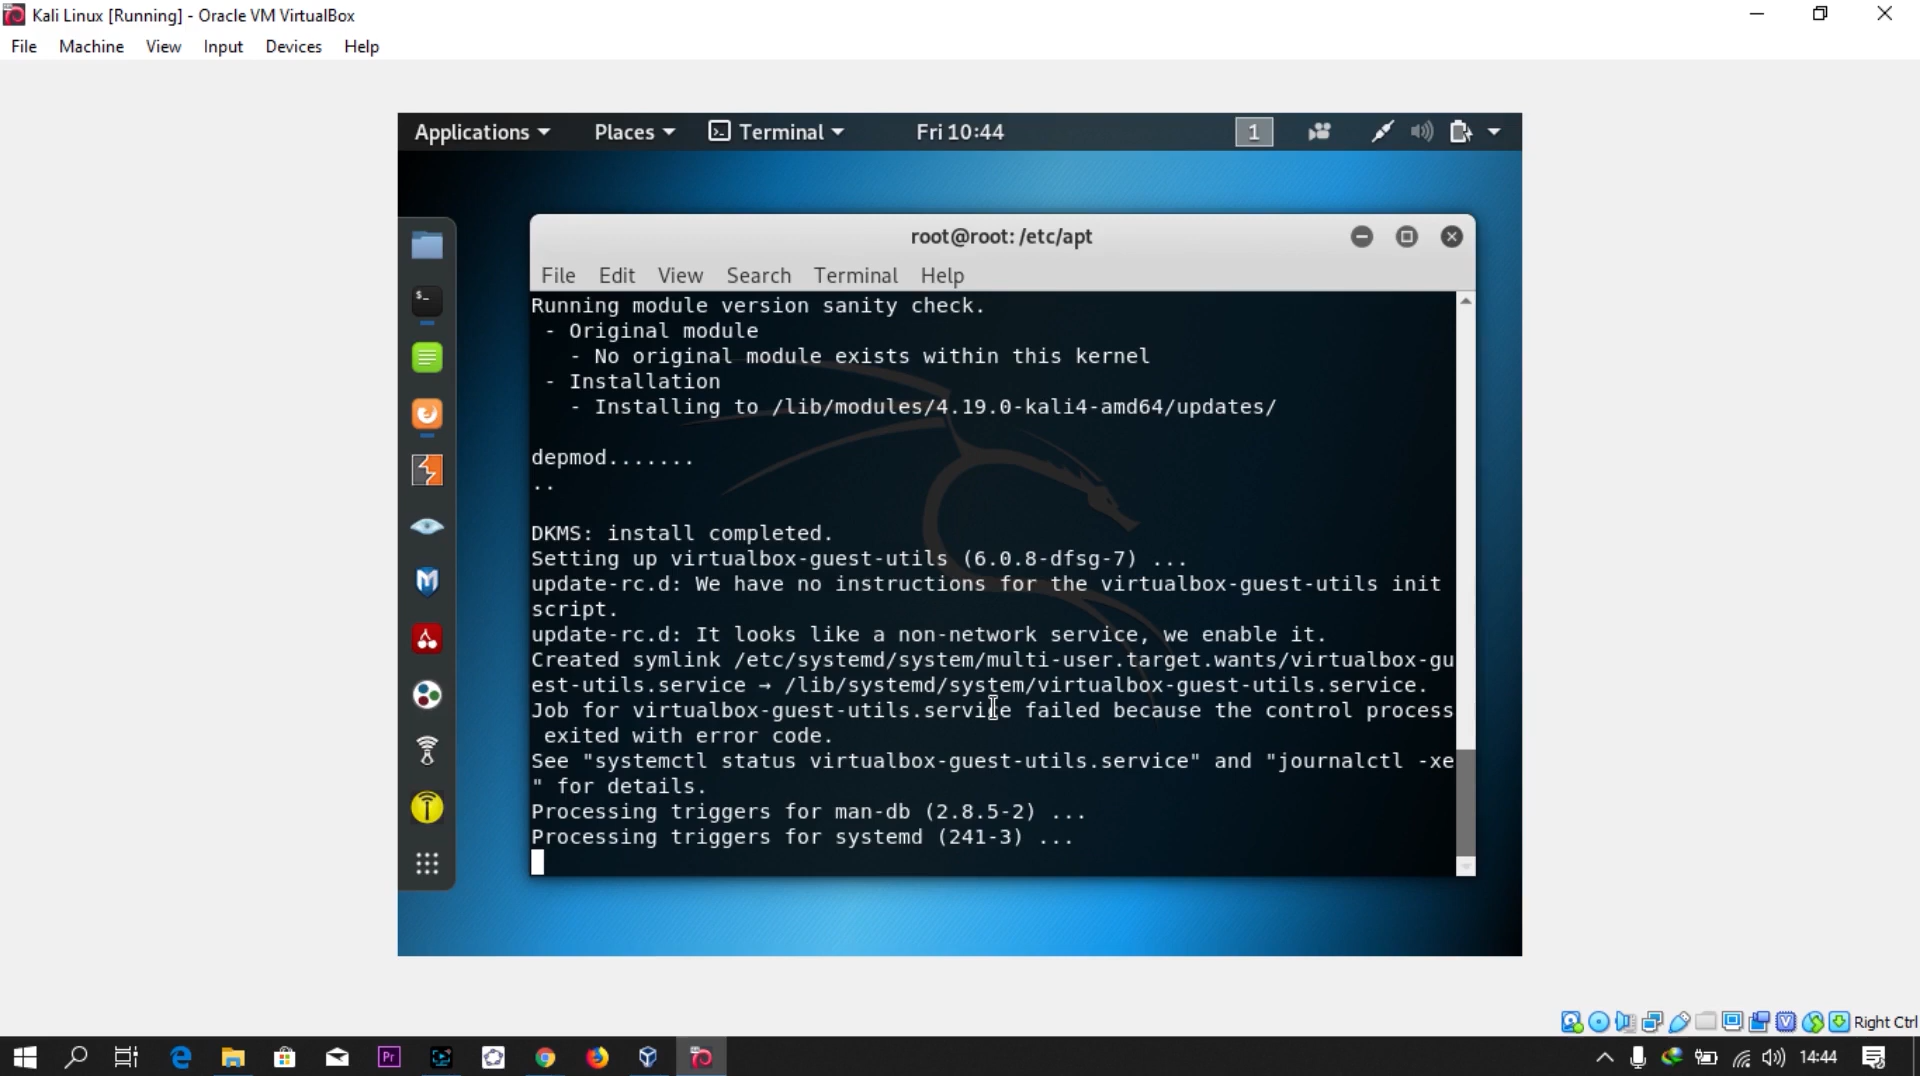 Kali Linux [Running] - Oracle VM VirtualBox
File Machine View Input Devices Help
Applications Places Terminal Fri 10:44 1
root@root: /etc/apt
File Edit View Search Terminal Help
Running module version sanity check.
- Original module
- No original module exists within this kernel
- Installation
- Installing to /lib/modules/4.19.0-kali4-amd64/updates/
depmod.......
..
DKMS: install completed.
Setting up virtualbox-guest-utils (6.0.8-dfsg-7) ...
update-rc.d: We have no instructions for the virtualbox-guest-utils init
script.
update-rc.d: It looks like a non-network service, we enable it.
Created symlink /etc/systemd/system/multi-user.target.wants/virtualbox-gu
est-utils.service → /lib/systemd/system/virtualbox-guest-utils.service.
Job for virtualbox-guest-utils.service failed because the control process
exited with error code.
See "systemctl status virtualbox-guest-utils.service" and "journalctl -xe
" for details.
Processing triggers for man-db (2.8.5-2) ...
Processing triggers for systemd (241-3) ...
Right Ctrl
Pr
14:44